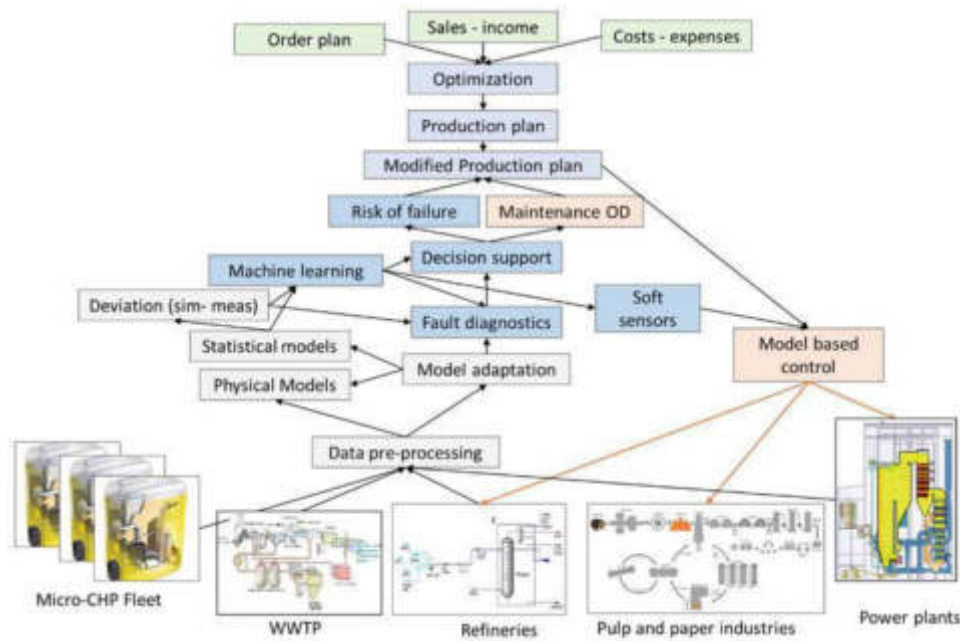 Order plan
Sales - income
Costs - expenses
Optimization
Production plan
Modified Production plan
Risk of failure
Maintenance OD
Decision support
Machine learning
Deviation (sim- meas)
Soft
sensors
Fault diagnostics
Statistical models
Model adaptation
Model based
control
Physical Models
Data pre-processing
Micro-CHP Fleet
WWTP
Refineries
Pulp and paper industries
Power plants